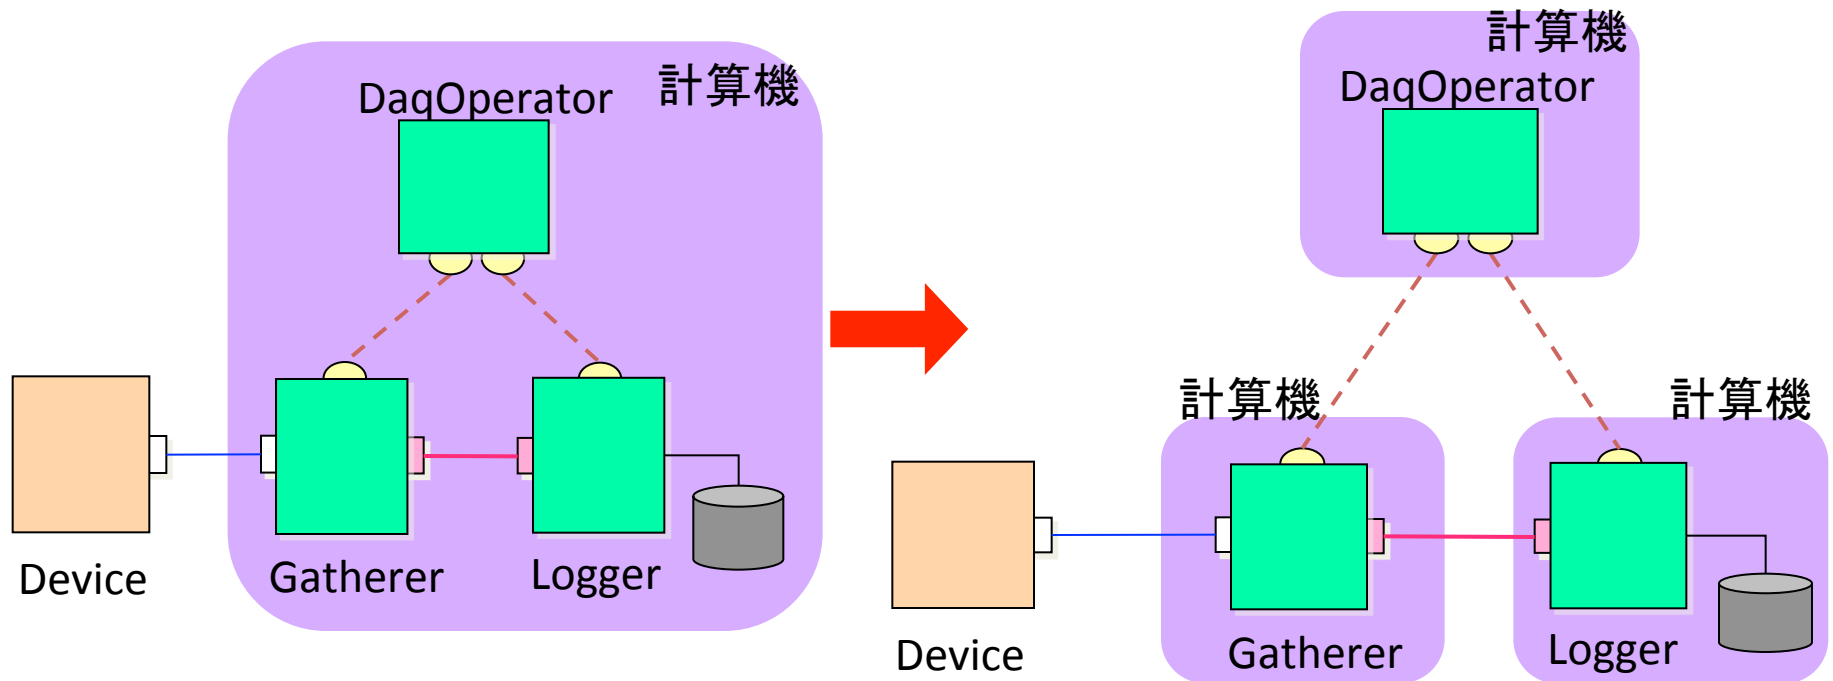 計算機
DaqOperator
Device
Gatherer
Logger
計算機
DaqOperator
計算機
計算機
Device
Gatherer
Logger